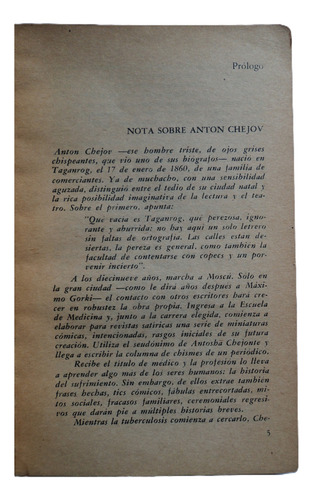 Prólogo
NOTA SOBRE ANTON CHEJOV
Anton Chejov —ese hombre triste, de ojos grises
chispeantes, que vio uno de sus biógrafos— nació en
Taganrog, el 17 de enero de 1860, de una familia de
comerciantes. Ya de muchacho, con una sensibilidad
aguzada, distinguió entre el tedio de su ciudad natal y
la rica posibilidad imaginativa de la lectura y el tea-
tro. Sobre el primero, apunta:
"Qué vacía es Taganrog, qué perezosa, igno-
rante y aburrida: no hay aquí un solo letrero
sin faltas de ortografía. Las calles están de-
siertas, la pereza es general, como también la
facultad de contentarse con copecs y un por-
venir incierto".
A los diecinueve años, marcha a Moscú. Sólo en
la gran ciudad —como le dirá años después a Máxi-
mo Gorki— el contacto con otros escritores hará cre-
cer en robustez la obra propia. Ingresa a la Escuela
de Medicina y, junto a la carrera elegida, comienza a
elaborar para revistas satíricas una serie de miniaturas
cómicas, intencionadas, rasgos iniciales de su futura
creación. Utiliza el seudónimo de Antosha Chejonte y
llega a escribir la columna de chismes de un periódico.
Recibe el título de médico y la profesión lo lleva
a aprender algo más de los seres humanos: la historia
del sufrimiento. Sin embargo, de ellos extrae también
frases hechas, tics cómicos, fábulas entrecortadas, mi-
tos sociales, fracasos familiares, ceremoniales regresi-
vos que darán pie a múltiples historias breves.
Mientras la tuberculosis comienza a cercarlo, Che-
5